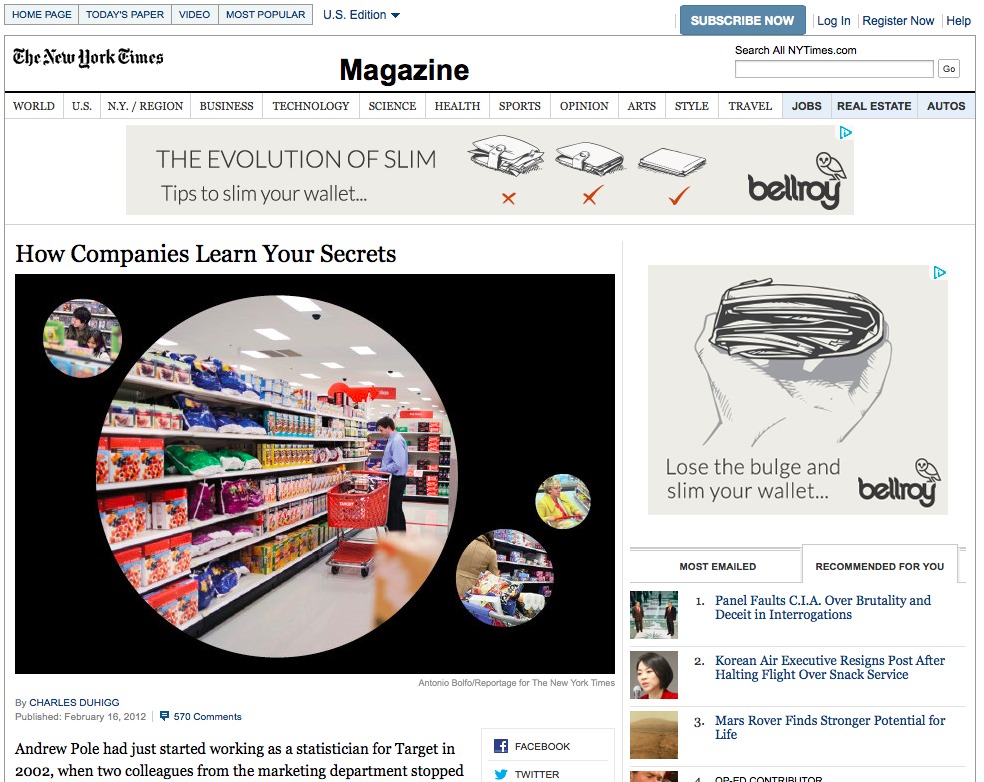 HOME PAGE TODAY'S PAPER VIDEO MOST POPULAR U.S. Edition
SUBSCRIBE NOW Log In Register Now Help
The New York Times
Magazine
Search All NYTimes.com
Go
WORLD U.S. N.Y. / REGION BUSINESS TECHNOLOGY SCIENCE HEALTH SPORTS OPINION ARTS STYLE TRAVEL JOBS REAL ESTATE AUTOS
THE EVOLUTION OF SLIM
Tips to slim your wallet...
bellroy
How Companies Learn Your Secrets
TARGET
Antonio Bolfo/Reportage for The New York Times
By CHARLES DUHIGG
Published: February 16, 2012 570 Comments
Andrew Pole had just started working as a statistician for Target in
2002, when two colleagues from the marketing department stopped
FACEBOOK
TWITTER
Lose the bulge and
slim your wallet...
bellroy
MOST EMAILED RECOMMENDED FOR YOU
1. Panel Faults C.I.A. Over Brutality and
Deceit in Interrogations
2. Korean Air Executive Resigns Post After
Halting Flight Over Snack Service
3. Mars Rover Finds Stronger Potential for
Life
4. OP-ED CONTRIBUTOR